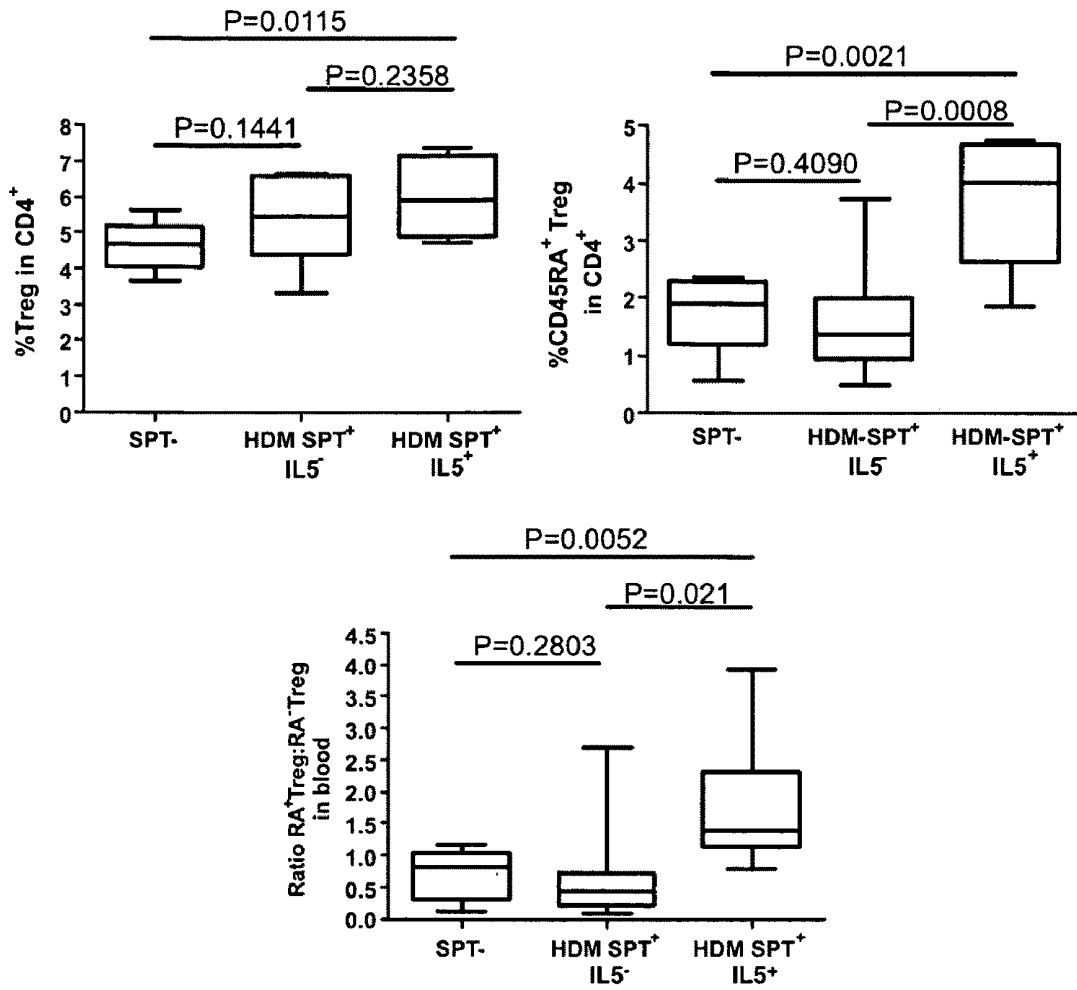 P=0.0115
P=0.2358
P=0.1441
%Treg in CD4⁺
8
7
6
5
4
3
2
1
0
SPT-
HDM SPT⁺
IL5⁻
HDM SPT⁺
IL5⁺
P=0.0021
P=0.0008
P=0.4090
%CD45RA⁺ Treg
in CD4⁺
5
4
3
2
1
0
SPT-
HDM-SPT⁺
IL5⁻
HDM-SPT⁺
IL5⁺
P=0.0052
P=0.021
P=0.2803
Ratio RA⁺Treg:RA⁻Treg
in blood
4.5
4.0
3.5
3.0
2.5
2.0
1.5
1.0
0.5
0.0
SPT-
HDM SPT⁺
IL5⁻
HDM SPT⁺
IL5⁺